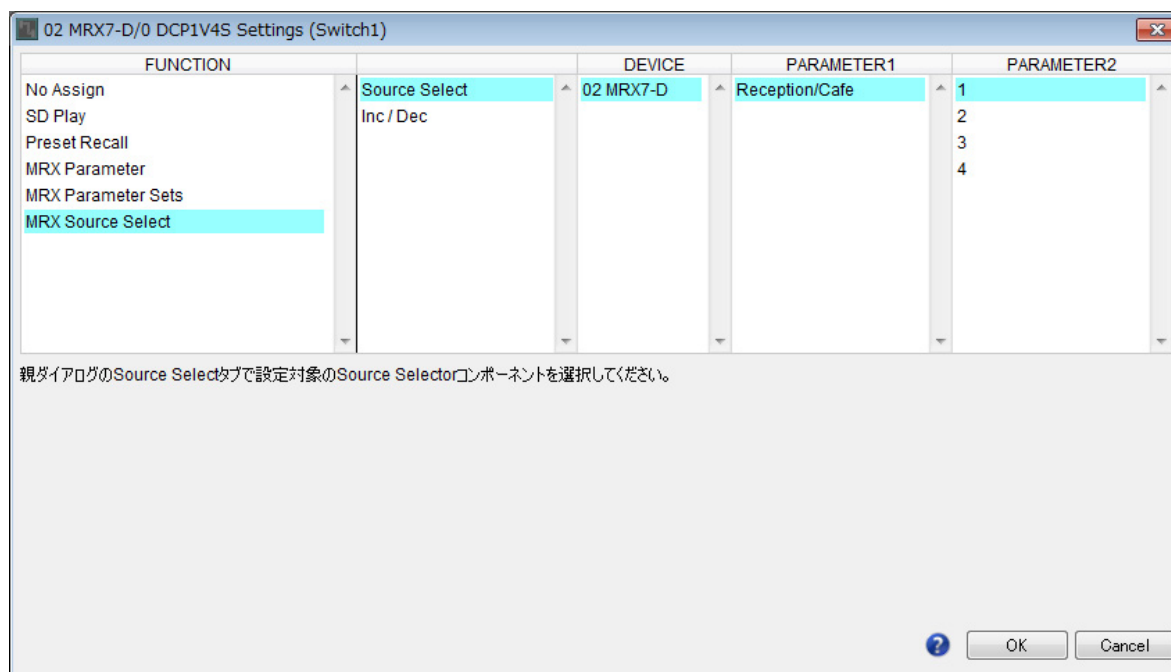 02 MRX7-D/0 DCP1V4S Settings (Switch1)
FUNCTION DEVICE PARAMETER1 PARAMETER2
No Assign Source Select 02 MRX7-D Reception/Cafe 1
SD Play Inc / Dec 2
Preset Recall 3
MRX Parameter 4
MRX Parameter Sets
MRX Source Select
親ダイアログのSource Selectタブで設定対象のSource Selectorコンポーネントを選択してください。
? OK Cancel